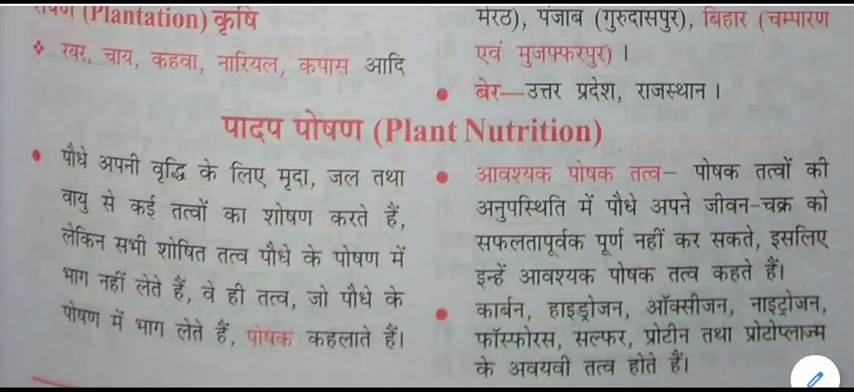 (Plantation) कृषि
❖ रबर, चाय, कहवा, नारियल, कपास आदि
मेरठ), पंजाब (गुरुदासपुर), बिहार (चम्पारण
एवं मुजफ्फरपुर) ।
● बेर—उत्तर प्रदेश, राजस्थान ।
पादप पोषण (Plant Nutrition)
● पौधे अपनी वृद्धि के लिए मृदा, जल तथा
वायु से कई तत्वों का शोषण करते हैं,
लेकिन सभी शोषित तत्व पौधे के पोषण में
भाग नहीं लेते हैं, वे ही तत्व, जो पौधे के
पोषण में भाग लेते हैं, पोषक कहलाते हैं।
● आवश्यक पोषक तत्व– पोषक तत्वों की
अनुपस्थिति में पौधे अपने जीवन-चक्र को
सफलतापूर्वक पूर्ण नहीं कर सकते, इसलिए
इन्हें आवश्यक पोषक तत्व कहते हैं।
● कार्बन, हाइड्रोजन, ऑक्सीजन, नाइट्रोजन,
फॉस्फोरस, सल्फर, प्रोटीन तथा प्रोटोप्लाज्म
के अवयवी तत्व होते हैं।